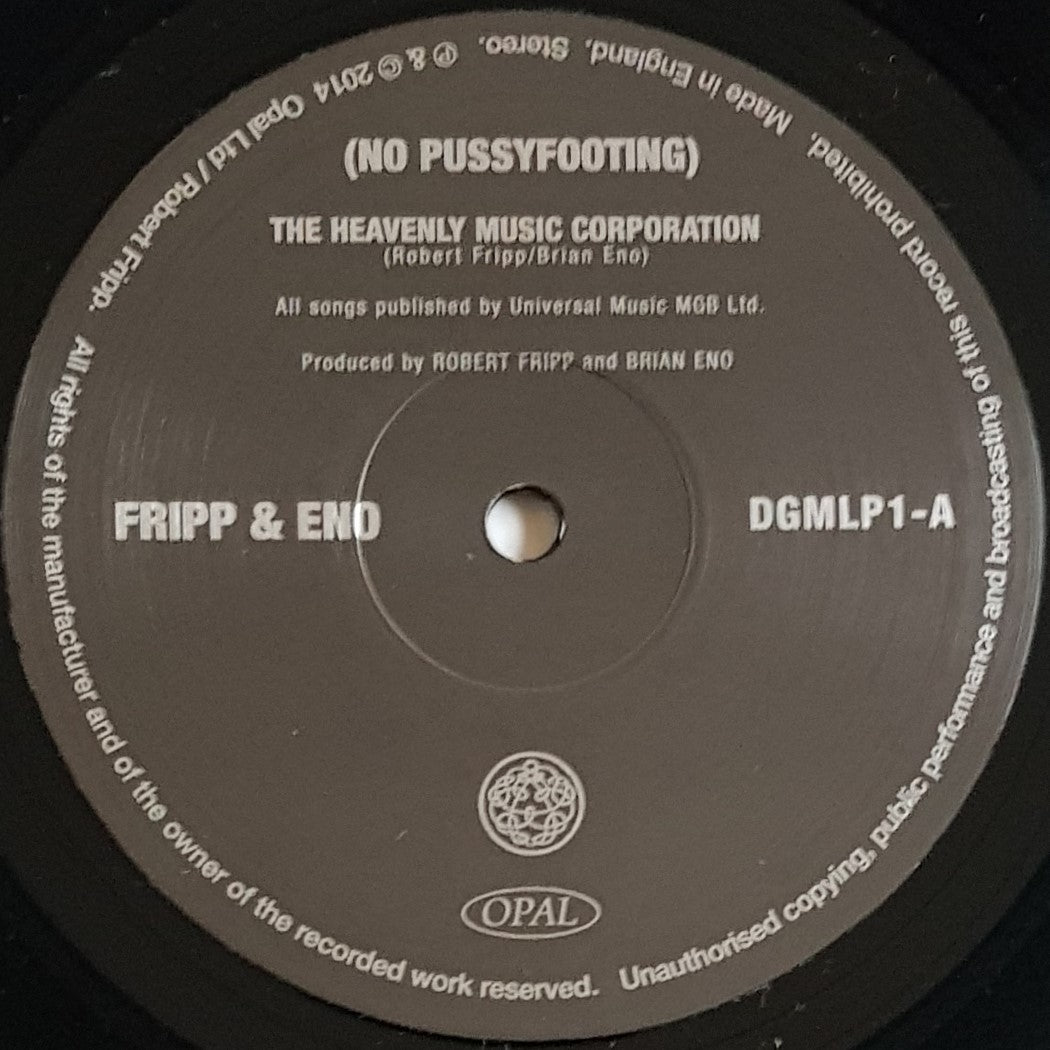 (NO PUSSYFOOTING)
THE HEAVENLY MUSIC CORPORATION
(Robert Fripp/Brian Eno)
All songs published by Universal Music MGB Ltd.
Produced by ROBERT FRIPP and BRIAN ENO
FRIPP & ENO
DGMLP1-A
OPAL
℗ & © 2014 Opal Ltd / Robert Fripp. All rights of the manufacturer and of the owner of the recorded work reserved. Unauthorised copying, public performance and broadcasting of this record prohibited. Made in England. Stereo.